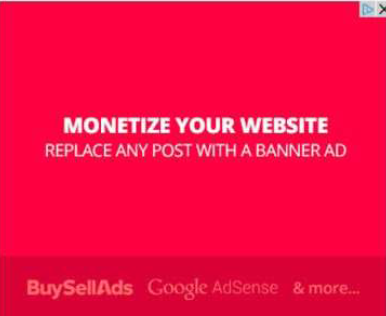 MONETIZE YOUR WEBSITE
REPLACE ANY POST WITH A BANNER AD
BuySellAds Google AdSense & more...